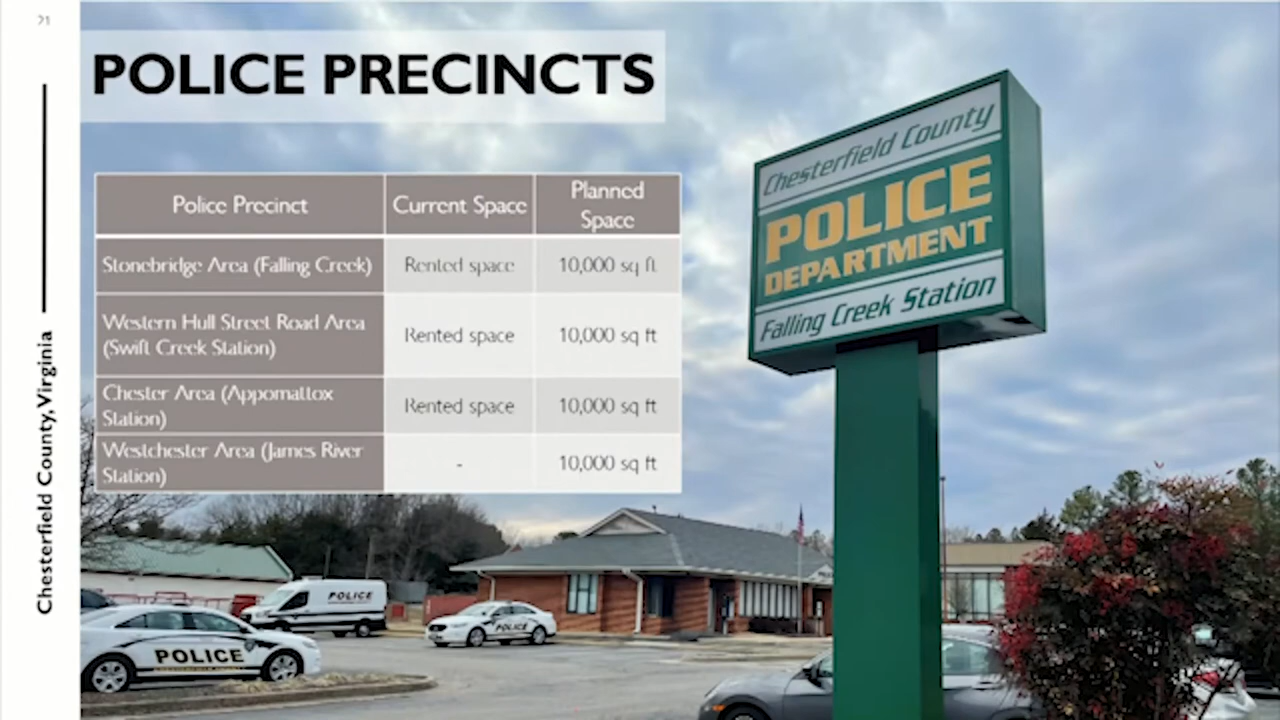 21
POLICE PRECINCTS
Police Precinct
Current Space
Planned
Space
Stonebridge Area (Falling Creek)
Rented space
10,000 sq ft
Western Hull Street Road Area
(Swift Creek Station)
Rented space
10,000 sq ft
Chester Area (Appomattox
Station)
Rented space
10,000 sq ft
Westchester Area (James River
Station)
-
10,000 sq ft
Chesterfield County, Virginia
Chesterfield County
POLICE
DEPARTMENT
Falling Creek Station
POLICE
POLICE
POLICE